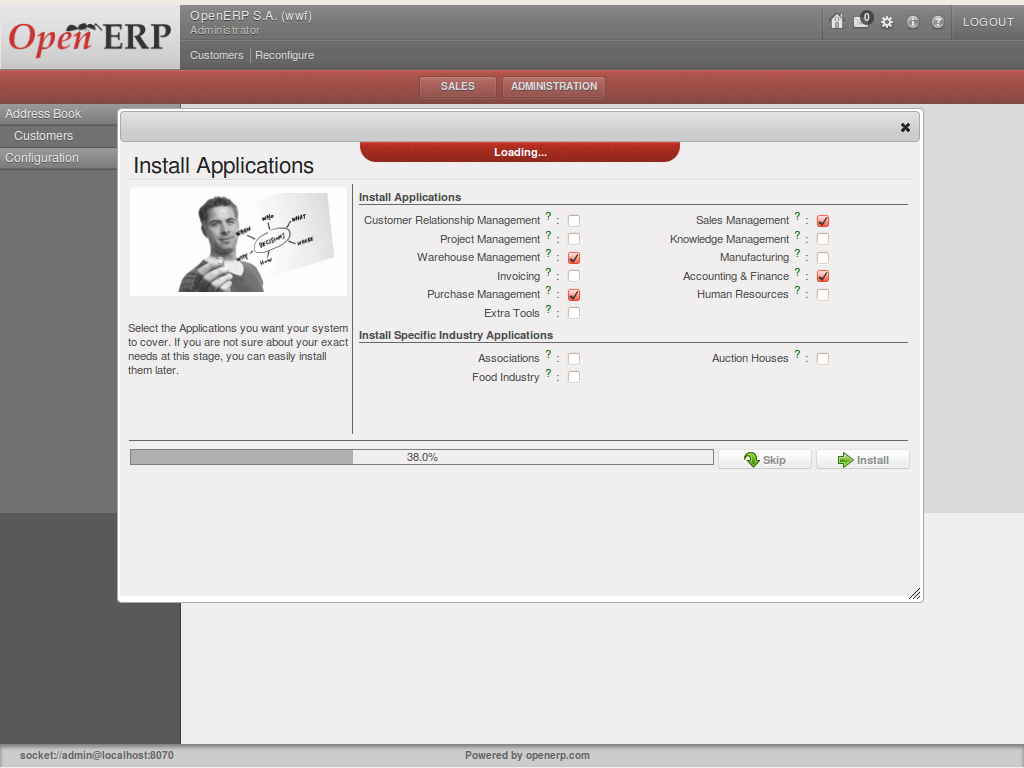 Open ERP
OpenERP S.A. (wwf)
Administrator
Customers Reconfigure
0
LOGOUT
SALES ADMINISTRATION
Address Book
Customers
Configuration
Loading...
Install Applications
WHO
WHAT
WHEN
DECISIONS
WHERE
WHY
HOW
Select the Applications you want your system
to cover. If you are not sure about your exact
needs at this stage, you can easily install
them later.
Install Applications
Customer Relationship Management ? : Sales Management ? :
Project Management ? : Knowledge Management ? :
Warehouse Management ? : Manufacturing ? :
Invoicing ? : Accounting & Finance ? :
Purchase Management ? : Human Resources ? :
Extra Tools ? :
Install Specific Industry Applications
Associations ? : Auction Houses ? :
Food Industry ? :
38.0%
Skip Install
socket://admin@localhost:8070 Powered by openerp.com